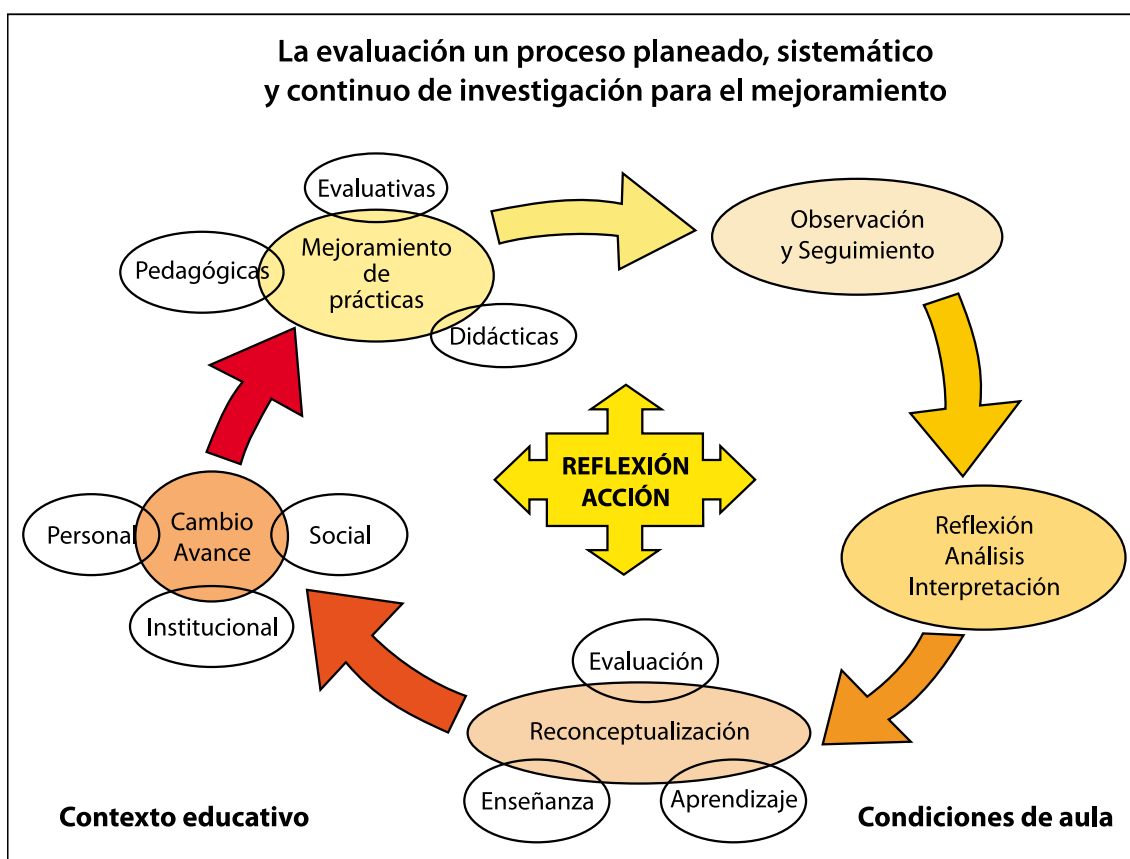 La evaluación un proceso planeado, sistemático
y continuo de investigación para el mejoramiento
Evaluativas
Pedagógicas
Mejoramiento
de
prácticas
Didácticas
Observación
y Seguimiento
REFLEXIÓN
ACCIÓN
Reflexión
Análisis
Interpretación
Personal
Cambio
Avance
Social
Institucional
Evaluación
Reconceptualización
Enseñanza
Aprendizaje
Contexto educativo
Condiciones de aula